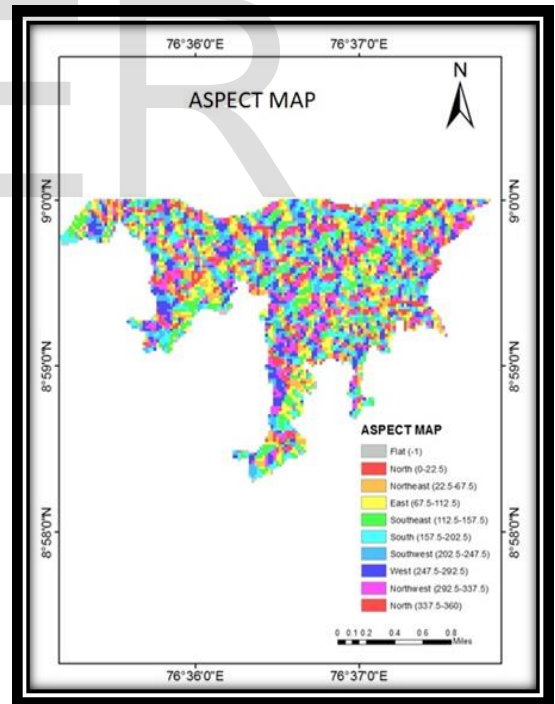 ER
76°36'0"E 76°37'0"E
N
ASPECT MAP
9°0'0"N 9°0'0"N
8°59'0"N 8°59'0"N
ASPECT MAP
Flat (-1)
North (0-22.5)
Northeast (22.5-67.5)
East (67.5-112.5)
Southeast (112.5-157.5)
South (157.5-202.5)
Southwest (202.5-247.5)
West (247.5-292.5)
Northwest (292.5-337.5)
North (337.5-360)
8°58'0"N 8°58'0"N
0 0.1 0.2 0.4 0.6 0.8
Miles
76°36'0"E 76°37'0"E